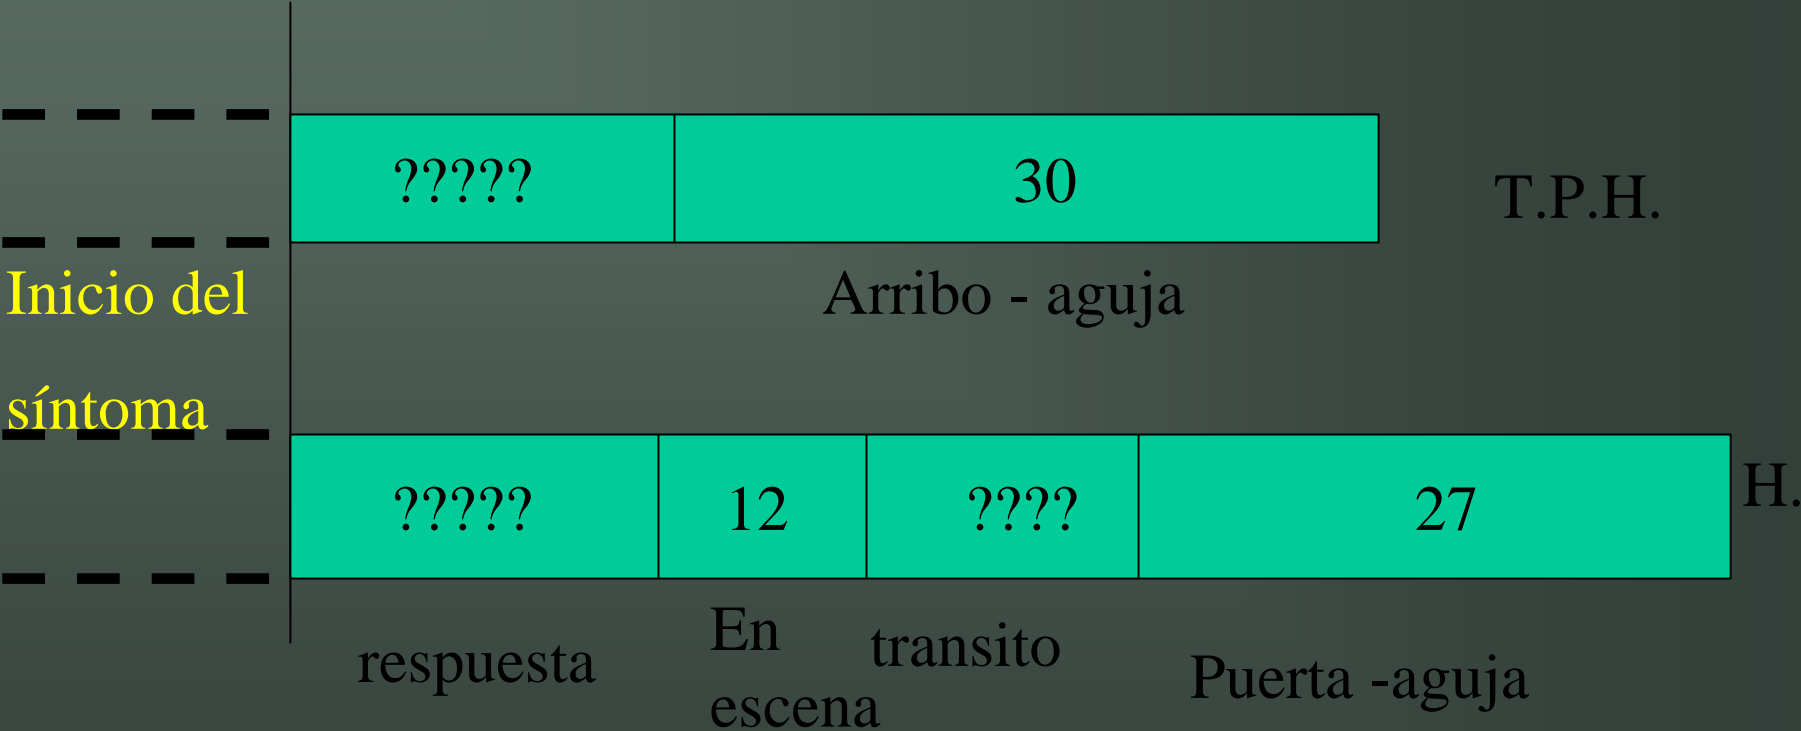 ????? 30 T.P.H.
Inicio del
Arribo - aguja
síntoma
????? 12 ???? 27 H.
respuesta
En
escena
transito
Puerta -aguja